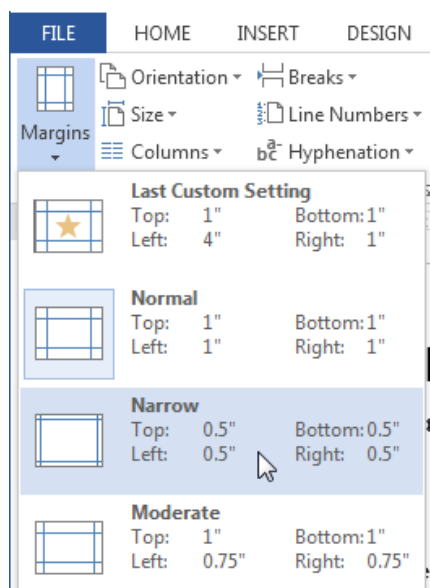 FILE HOME INSERT DESIGN
Orientation Breaks
Size Line Numbers
Margins
Columns Hyphenation
Last Custom Setting
Top: 1" Bottom: 1"
Left: 4" Right: 1"
Normal
Top: 1" Bottom: 1"
Left: 1" Right: 1"
Narrow
Top: 0.5" Bottom: 0.5"
Left: 0.5" Right: 0.5"
Moderate
Top: 1" Bottom: 1"
Left: 0.75" Right: 0.75"